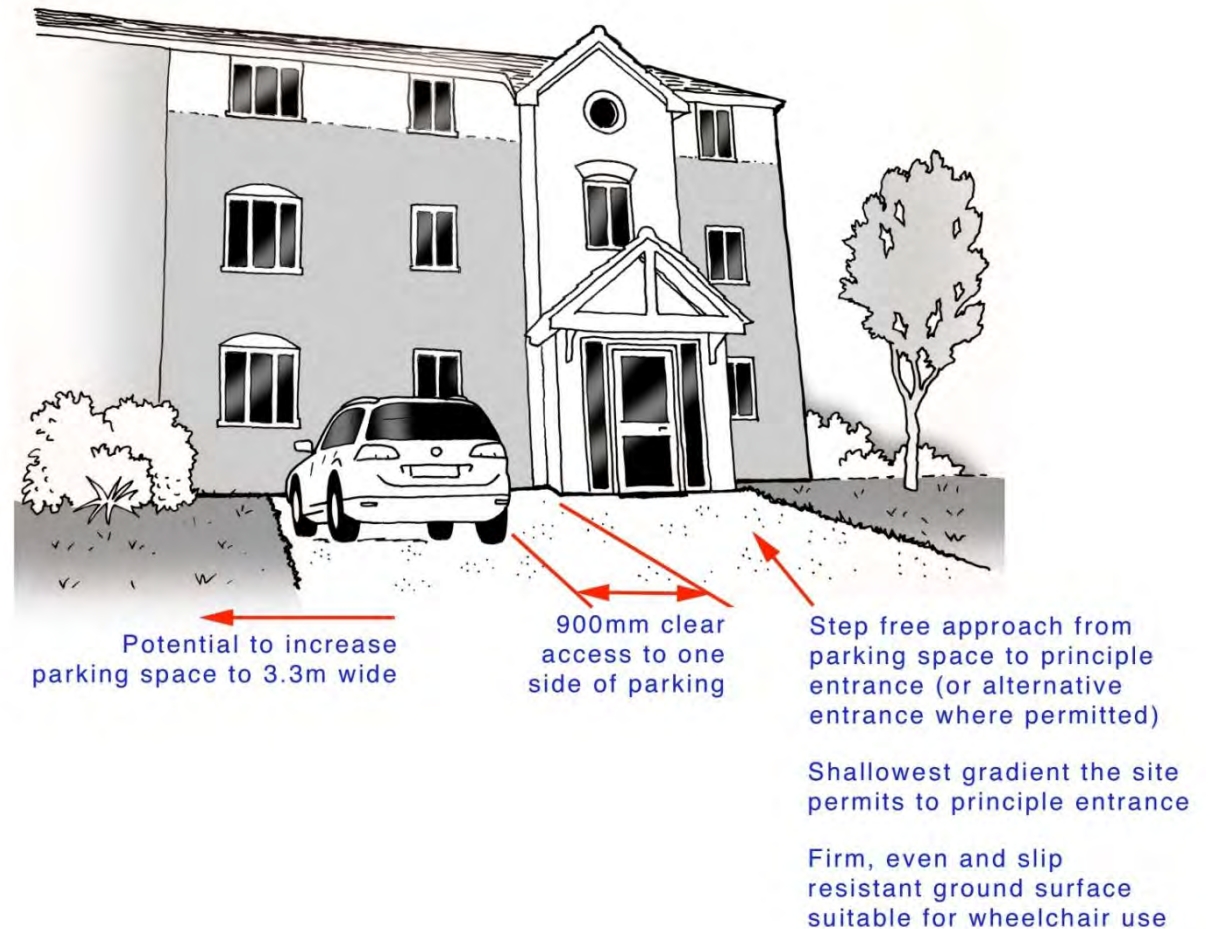 Potential to increase
parking space to 3.3m wide
900mm clear
access to one
side of parking
Step free approach from
parking space to principle
entrance (or alternative
entrance where permitted)
Shallowest gradient the site
permits to principle entrance
Firm, even and slip
resistant ground surface
suitable for wheelchair use